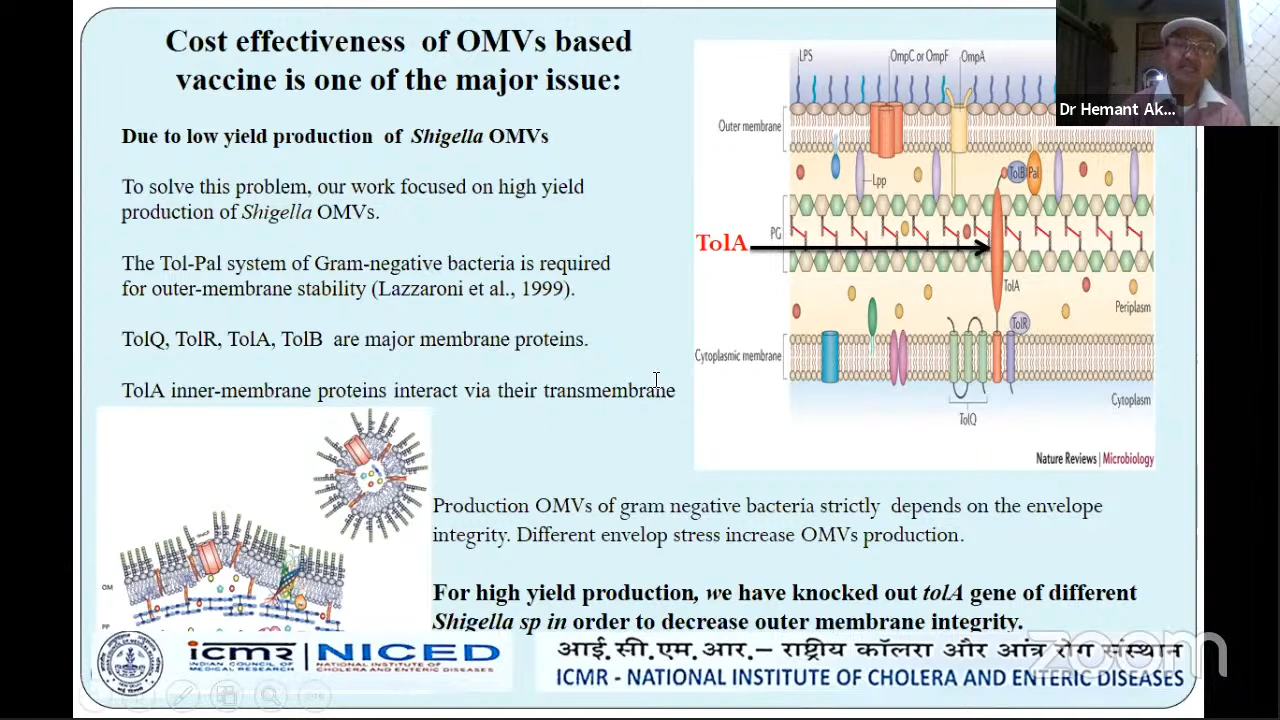 Cost effectiveness of OMVs based
vaccine is one of the major issue:
Due to low yield production of Shigella OMVs
To solve this problem, our work focused on high yield
production of Shigella OMVs.
The Tol-Pal system of Gram-negative bacteria is required
for outer-membrane stability (Lazzaroni et al., 1999).
TolQ, TolR, TolA, TolB are major membrane proteins.
TolA inner-membrane proteins interact via their transmembrane
LPS
OmpC or OmpF
OmpA
Dr Hemant Ak...
Outer membrane
Lpp
TolB
Pal
PG
TolA
TolA
Periplasm
TolR
Cytoplasmic membrane
Cytoplasm
TolQ
Nature Reviews | Microbiology
OM
PP
Production OMVs of gram negative bacteria strictly depends on the envelope
integrity. Different envelop stress increase OMVs production.
For high yield production, we have knocked out tolA gene of different
Shigella sp in order to decrease outer membrane integrity.
icmr
INDIAN COUNCIL OF
MEDICAL RESEARCH
NICED
NATIONAL INSTITUTE OF
CHOLERA AND ENTERIC DISEASES
आई.सी.एम.आर.– राष्ट्रीय कॉलरा और आंत्र रोग संस्थान
ICMR - NATIONAL INSTITUTE OF CHOLERA AND ENTERIC DISEASES
zoom